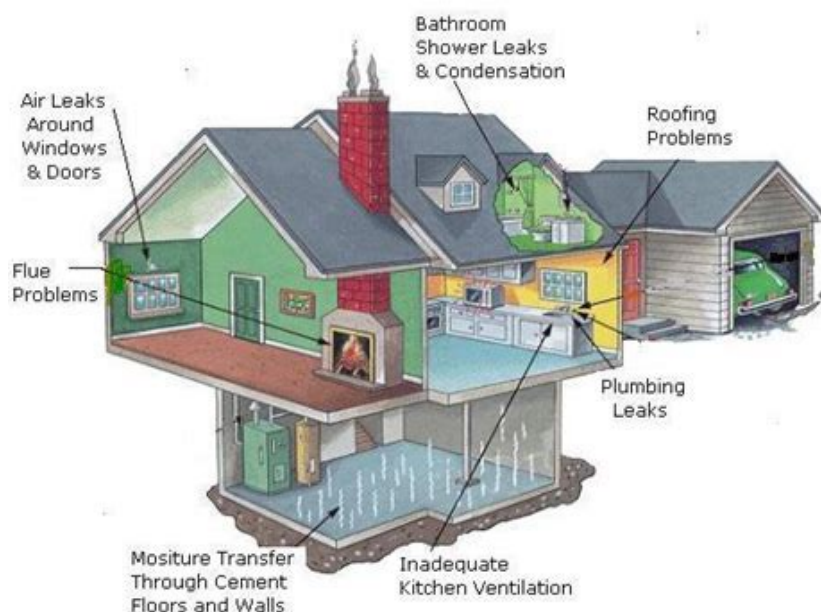 Bathroom
Shower Leaks
& Condensation
Air Leaks
Around
Windows
& Doors
Roofing
Problems
Flue
Problems
Plumbing
Leaks
Mositure Transfer
Through Cement
Floors and Walls
Inadequate
Kitchen Ventilation